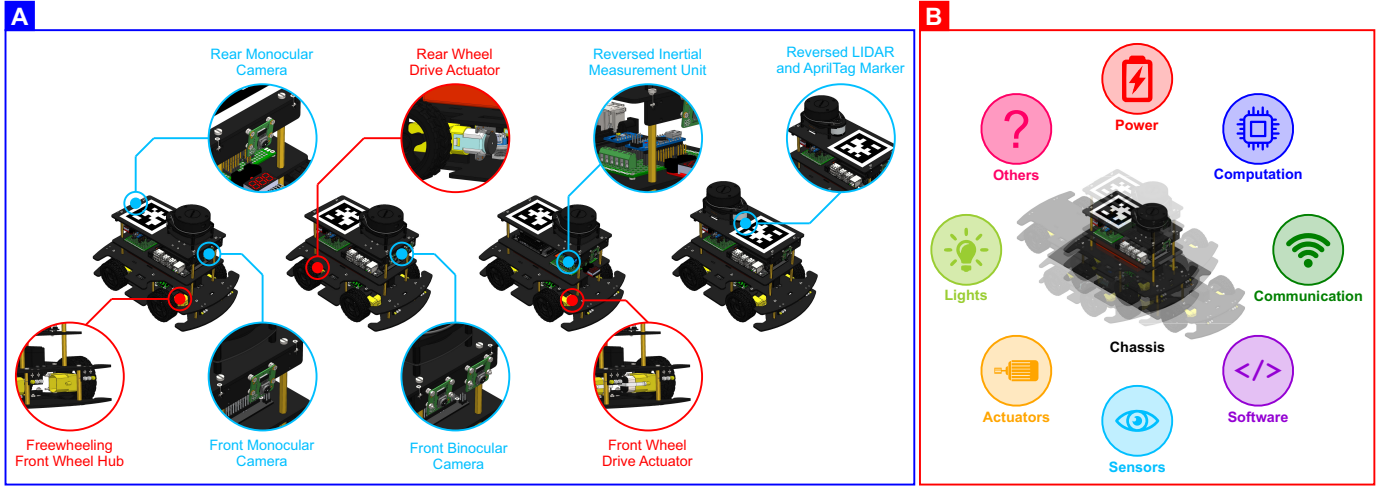 A
Rear Monocular
Camera
Rear Wheel
Drive Actuator
Reversed Inertial
Measurement Unit
Reversed LIDAR
and AprilTag Marker
Freewheeling
Front Wheel Hub
Front Monocular
Camera
Front Binocular
Camera
Front Wheel
Drive Actuator
B
Power
?
Others
Computation
Lights
Communication
Chassis
Actuators
</>
Software
Sensors